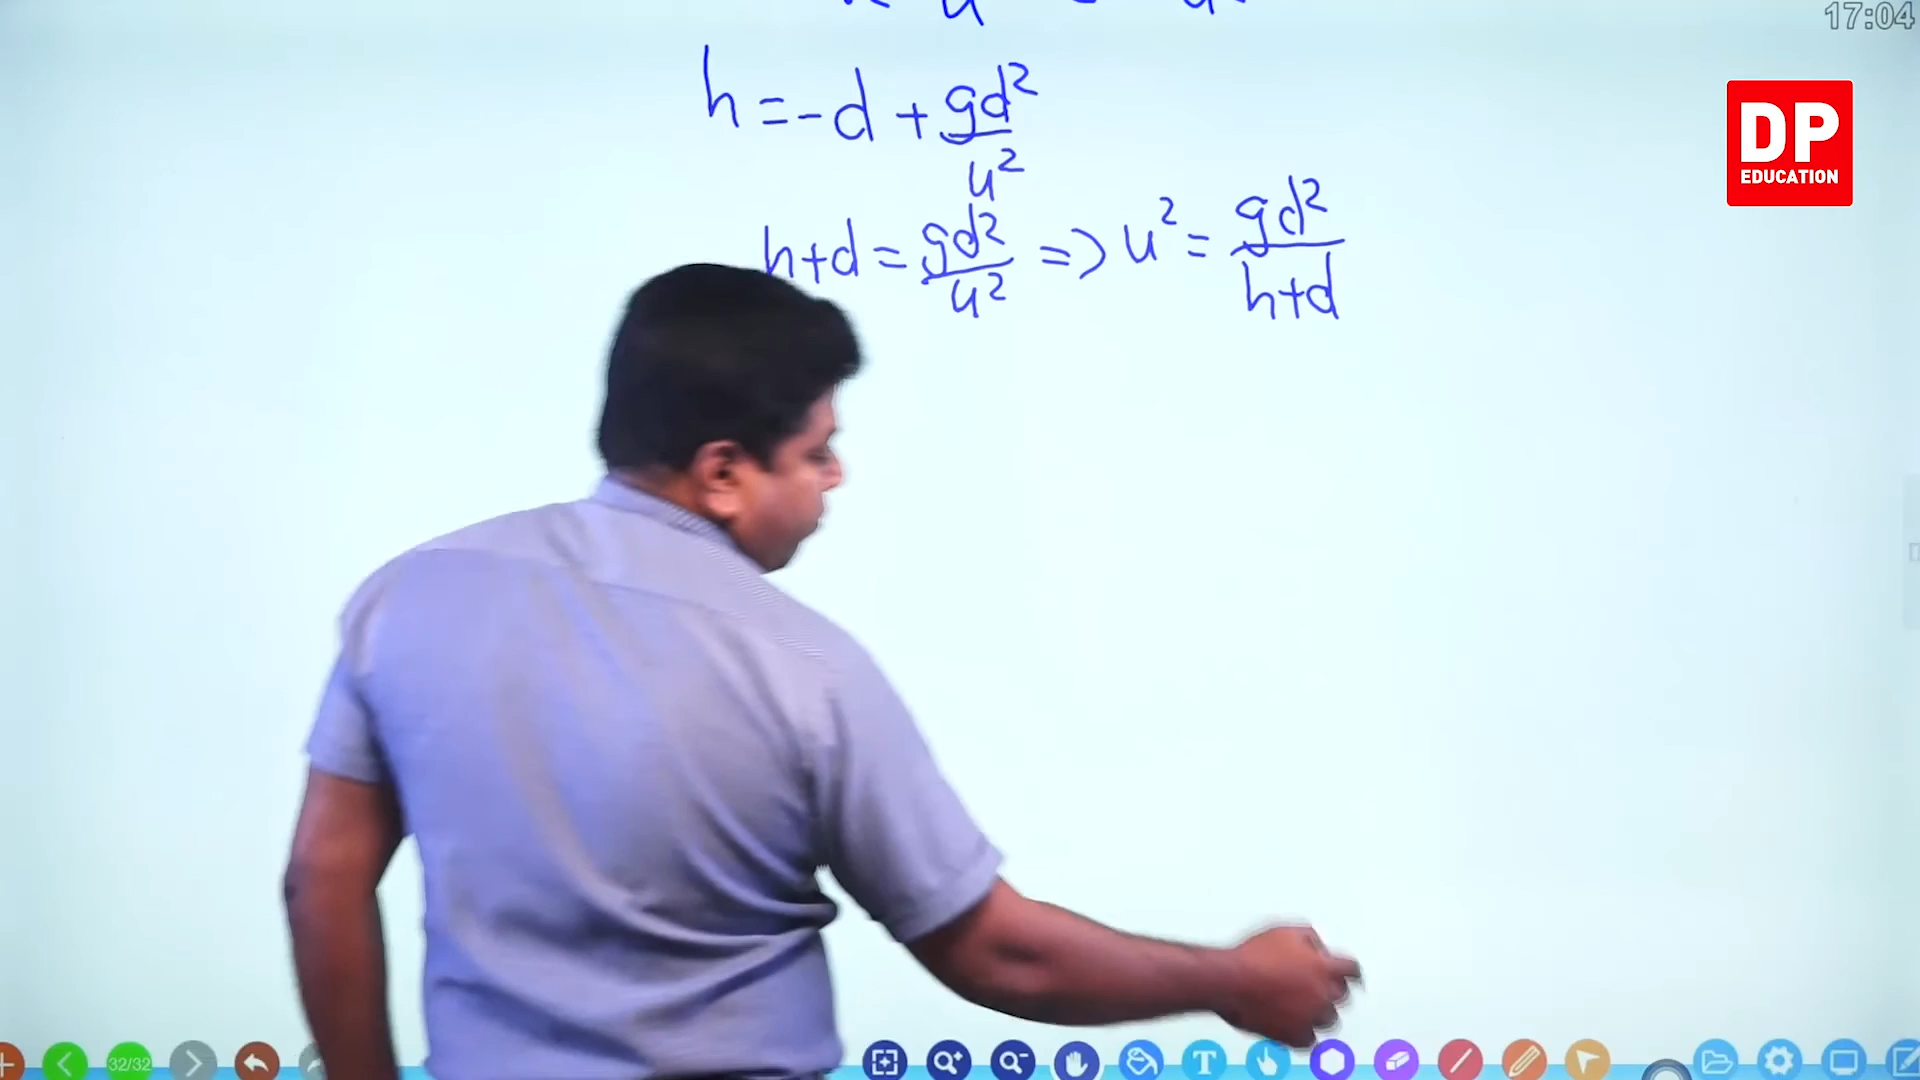 17:04
h = -d + gd²/u²
DP
EDUCATION
h+d = gd²/u² => u² = gd²/h+d
32/32
T